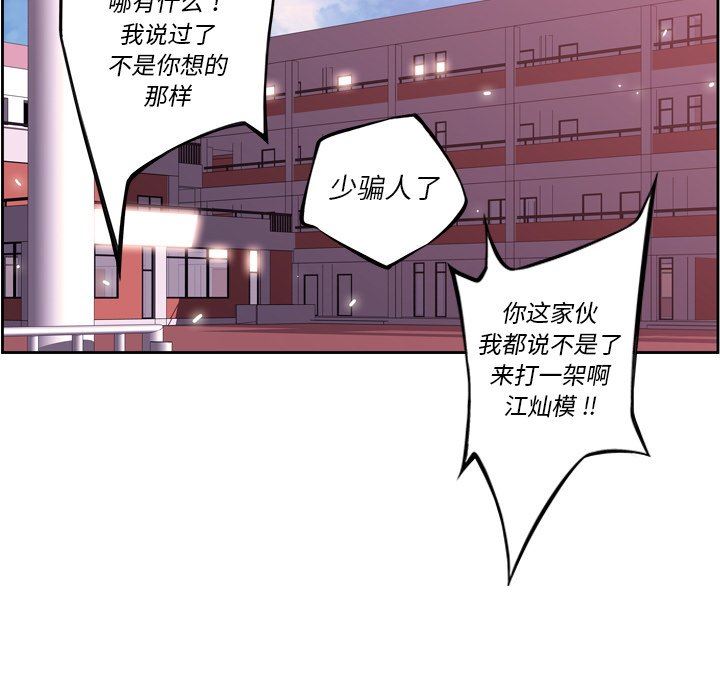 哪有什么！
我说过了
不是你想的
那样
少骗人了
你这家伙
我都说不是了
来打一架啊
江灿模 !!